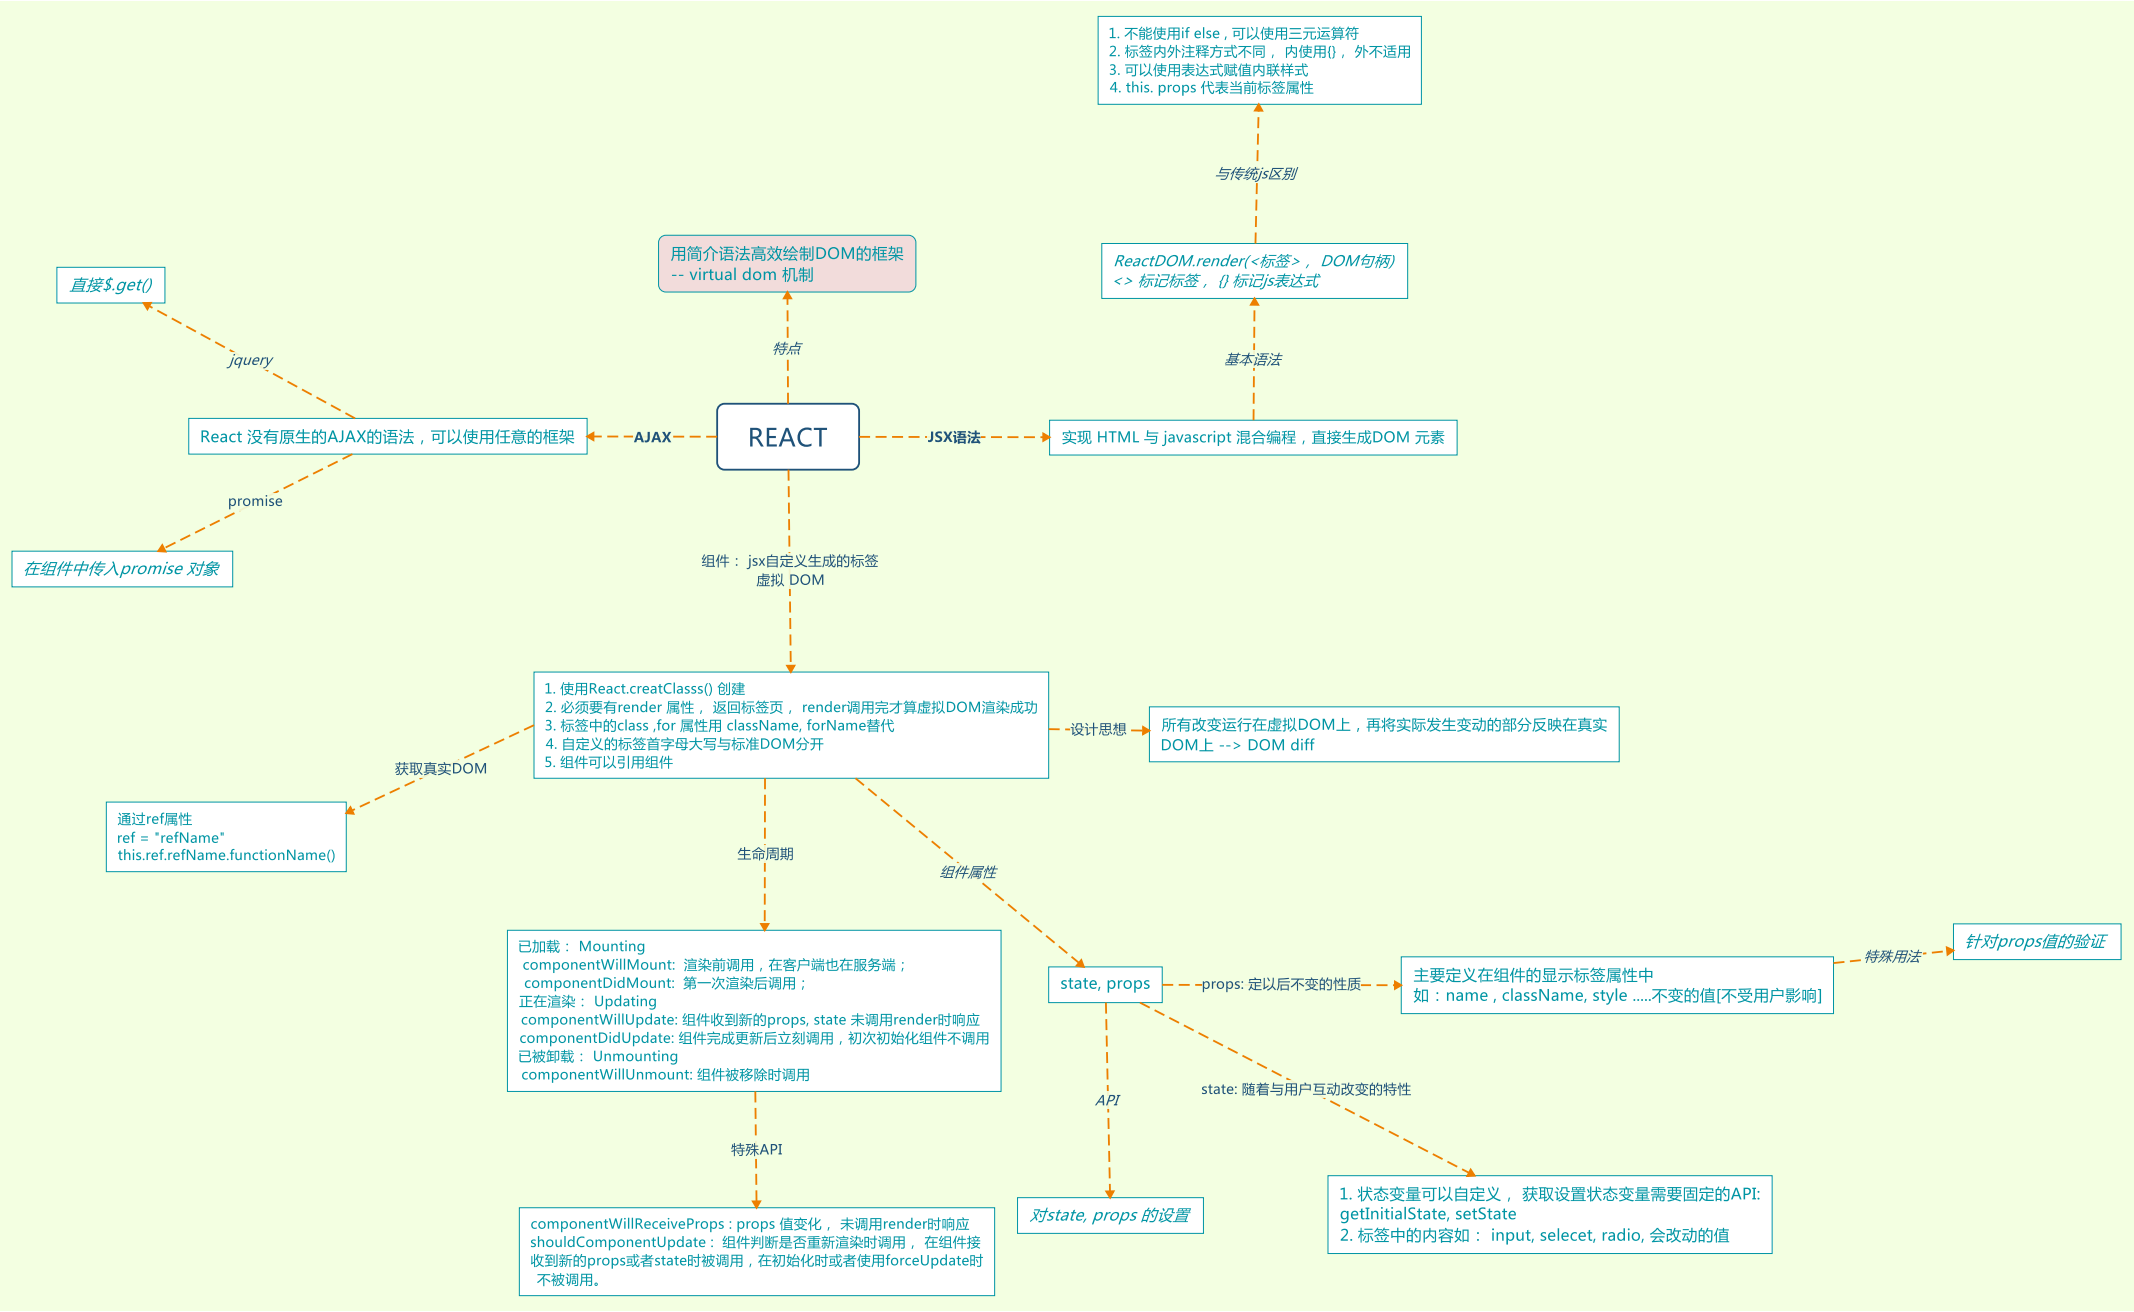 1. 不能使用if else , 可以使用三元运算符
2. 标签内外注释方式不同， 内使用{}， 外不适用
3. 可以使用表达式赋值内联样式
4. this. props 代表当前标签属性
与传统js区别
用简介语法高效绘制DOM的框架
-- virtual dom 机制
ReactDOM.render(<标签>， DOM句柄)
<> 标记标签， {} 标记js表达式
直接$.get()
特点
基本语法
jquery
React 没有原生的AJAX的语法，可以使用任意的框架
AJAX
REACT
JSX语法
实现 HTML 与 javascript 混合编程，直接生成DOM 元素
promise
在组件中传入promise 对象
组件： jsx自定义生成的标签
虚拟 DOM
1. 使用React.creatClasss() 创建
2. 必须要有render 属性， 返回标签页， render调用完才算虚拟DOM渲染成功
3. 标签中的class ,for 属性用 className, forName替代
4. 自定义的标签首字母大写与标准DOM分开
5. 组件可以引用组件
设计思想
所有改变运行在虚拟DOM上，再将实际发生变动的部分反映在真实
DOM上 --> DOM diff
获取真实DOM
通过ref属性
ref = "refName"
this.ref.refName.functionName()
生命周期
组件属性
已加载： Mounting
componentWillMount: 渲染前调用，在客户端也在服务端；
componentDidMount: 第一次渲染后调用；
正在渲染： Updating
componentWillUpdate: 组件收到新的props, state 未调用render时响应
componentDidUpdate: 组件完成更新后立刻调用，初次初始化组件不调用
已被卸载： Unmounting
componentWillUnmount: 组件被移除时调用
state, props
props: 定以后不变的性质
主要定义在组件的显示标签属性中
如：name , className, style .....不变的值[不受用户影响]
特殊用法
针对props值的验证
API
state: 随着与用户互动改变的特性
特殊API
componentWillReceiveProps : props 值变化， 未调用render时响应
shouldComponentUpdate： 组件判断是否重新渲染时调用， 在组件接
收到新的props或者state时被调用，在初始化时或者使用forceUpdate时
不被调用。
对state, props 的设置
1. 状态变量可以自定义， 获取设置状态变量需要固定的API:
getInitialState, setState
2. 标签中的内容如： input, selecet, radio, 会改动的值